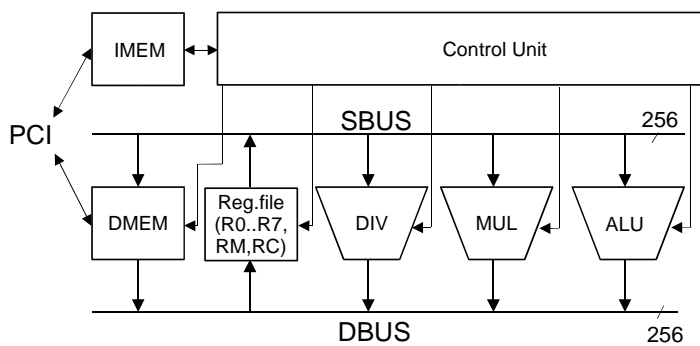 IMEM
Control Unit
PCI
SBUS
256
DMEM
Reg.file
(R0..R7,
RM,RC)
DIV
MUL
ALU
DBUS
256